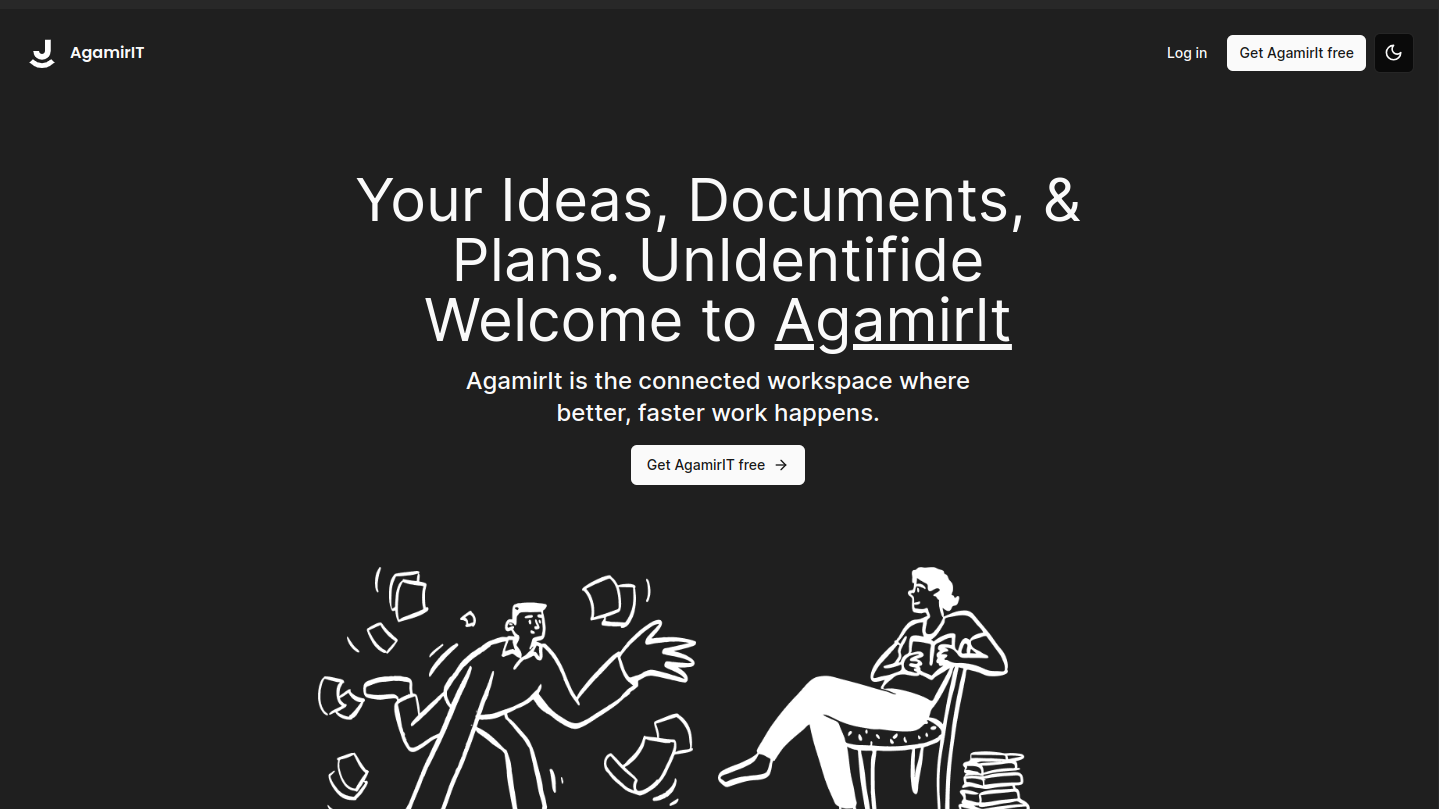 AgamirIT
Log in
Get AgamirIt free
Your Ideas, Documents, &
Plans. UnIdentifide
Welcome to AgamirIt
AgamirIt is the connected workspace where
better, faster work happens.
Get AgamirIT free